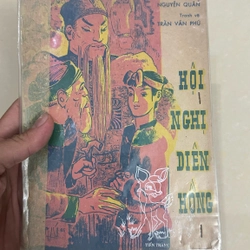 NGUYỄN QUÂN
Tranh vẽ
TRẦN VĂN PHÚ
HỘI
NGHỊ
DIÊN
HỒNG
1